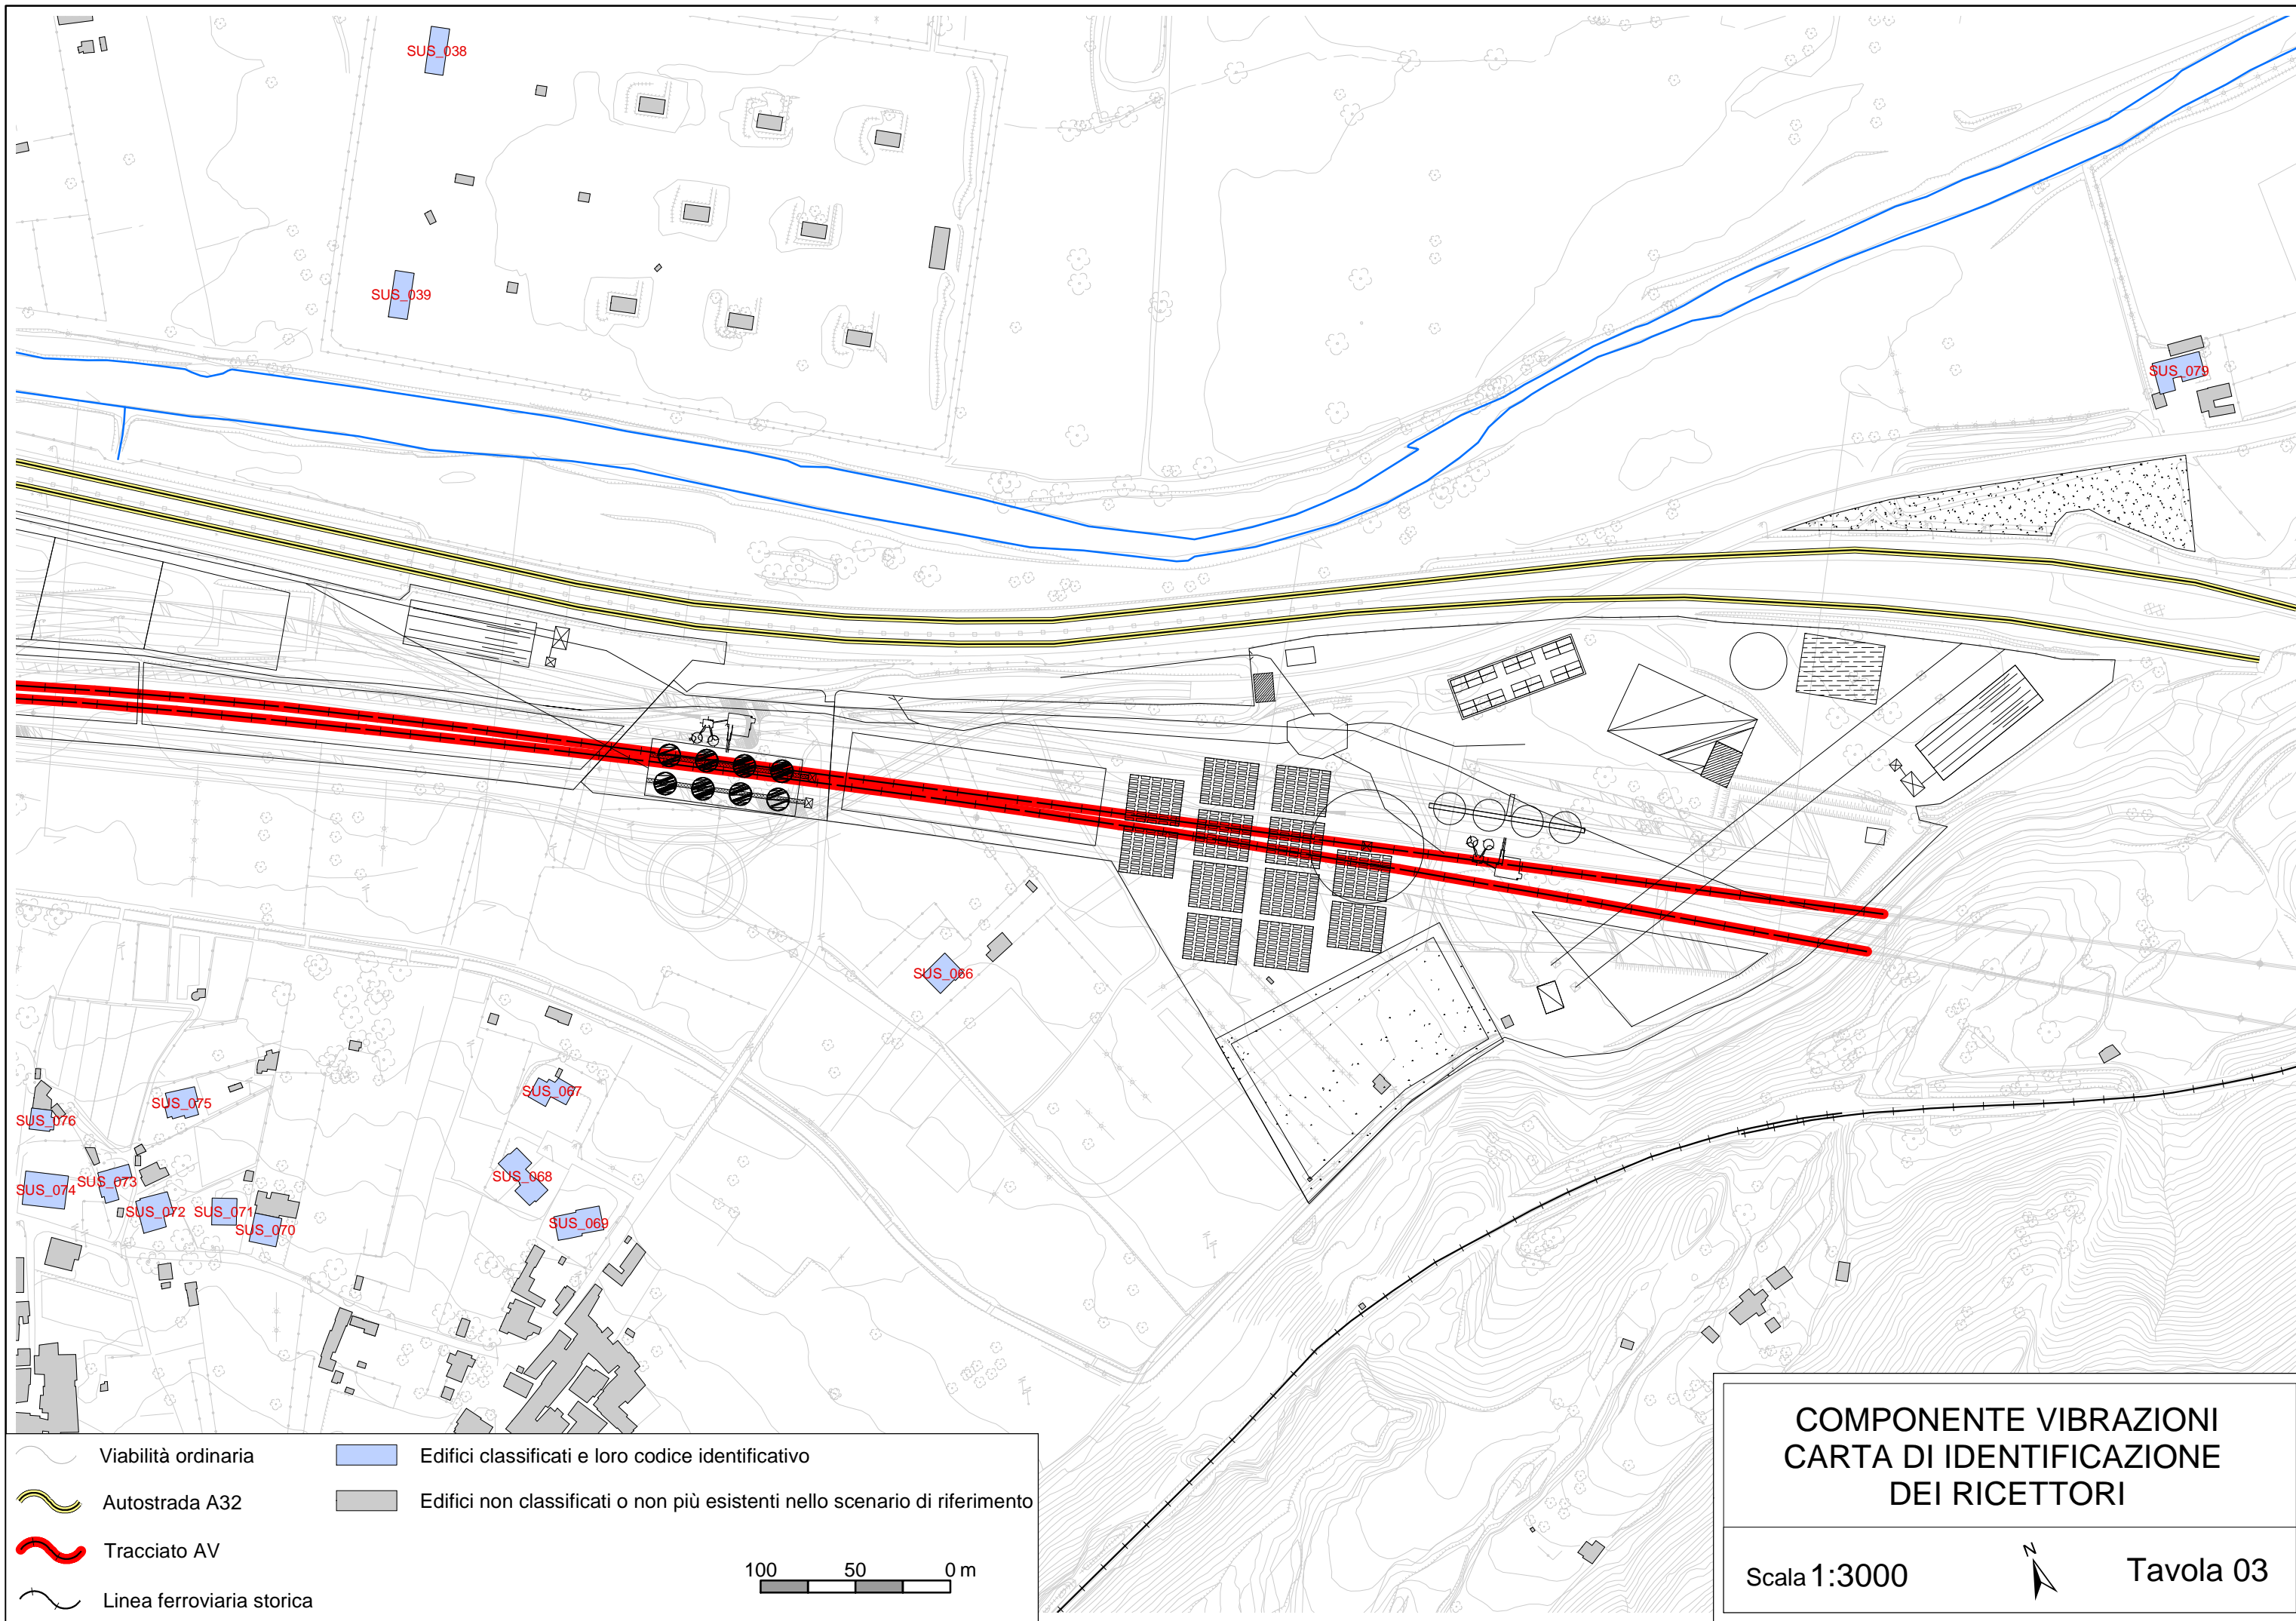 SUS_038
SUS_039
SUS_079
SUS_066
SUS_067
SUS_075
SUS_076
SUS_068
SUS_073
SUS_074
SUS_072
SUS_071
SUS_069
SUS_070
Viabilità ordinaria
Autostrada A32
Tracciato AV
Linea ferroviaria storica
Edifici classificati e loro codice identificativo
Edifici non classificati o non più esistenti nello scenario di riferimento
100 50 0 m
COMPONENTE VIBRAZIONI
CARTA DI IDENTIFICAZIONE
DEI RICETTORI
Scala 1:3000
N
Tavola 03